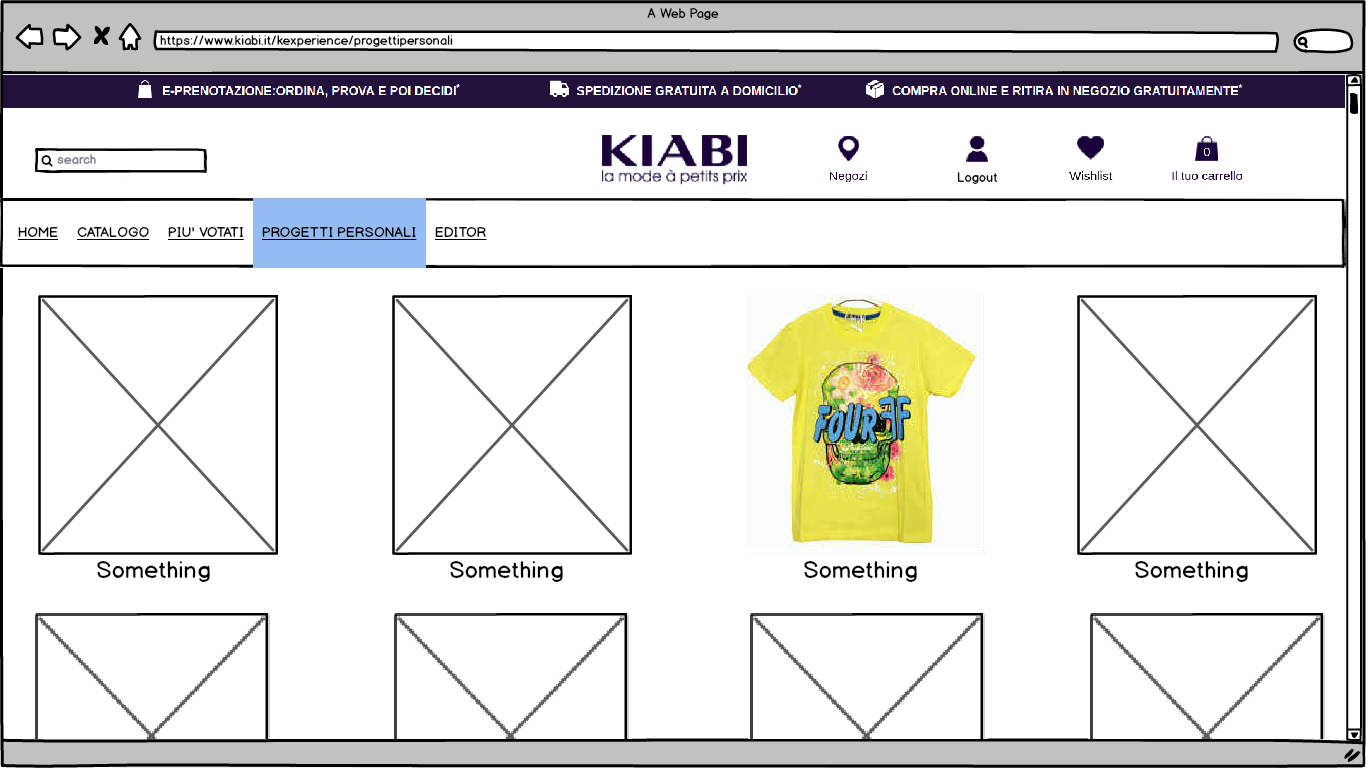 A Web Page
https://www.kiabi.it/kexperience/progettipersonali
E-PRENOTAZIONE:ORDINA, PROVA E POI DECIDI*
SPEDIZIONE GRATUITA A DOMICILIO*
COMPRA ONLINE E RITIRA IN NEGOZIO GRATUITAMENTE*
search
KIABI
la mode à petits prix
Negozi
Logout
Wishlist
0
Il tuo carrello
HOME
CATALOGO
PIU' VOTATI
PROGETTI PERSONALI
EDITOR
FOUR
Something
Something
Something
Something